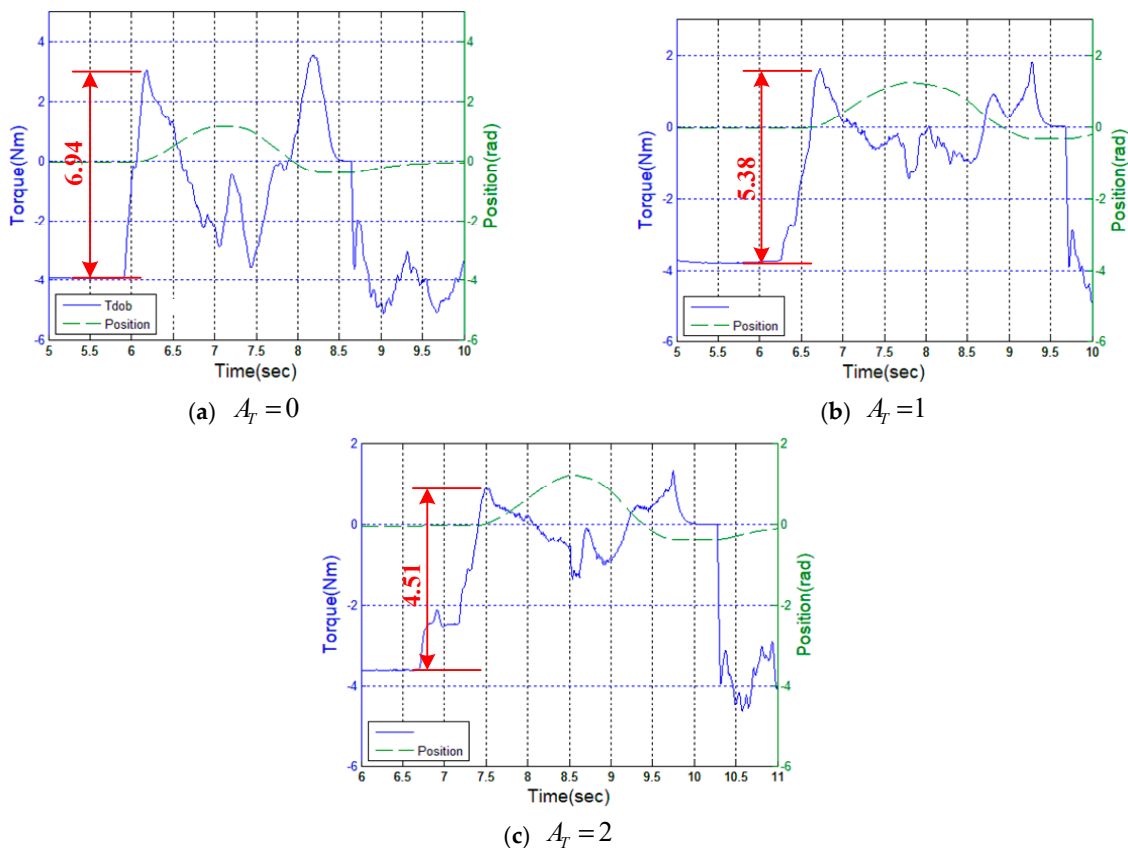 4
2
0
-2
-4
-6
6
4
2
0
-2
-4
-6
Torque(Nm)
Position(rad)
6.94
Tdob
Position
5 5.5 6 6.5 7 7.5 8 8.5 9 9.5 10
Time(sec)
(a) A_T = 0
2
0
-2
-4
-6
2
0
-2
-4
-6
Torque(Nm)
Position(rad)
5.38
Position
5 5.5 6 6.5 7 7.5 8 8.5 9 9.5 10
Time(sec)
(b) A_T = 1
2
0
-2
-4
-6
2
0
-2
-4
-6
Torque(Nm)
Position(rad)
4.51
Position
6 6.5 7 7.5 8 8.5 9 9.5 10 10.5 11
Time(sec)
(c) A_T = 2